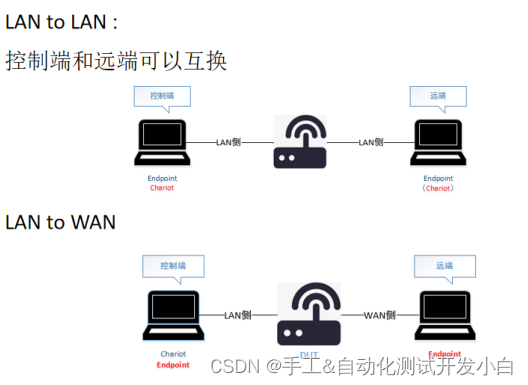 LAN to LAN :
控制端和远端可以互换
控制端
远端
LAN侧
LAN侧
Endpoint
Chariot
Endpoint
（Chariot）
LAN to WAN
控制端
远端
LAN侧
WAN侧
DUT
Chariot
Endpoint
Endpoint
CSDN @手工&自动化测试开发小白